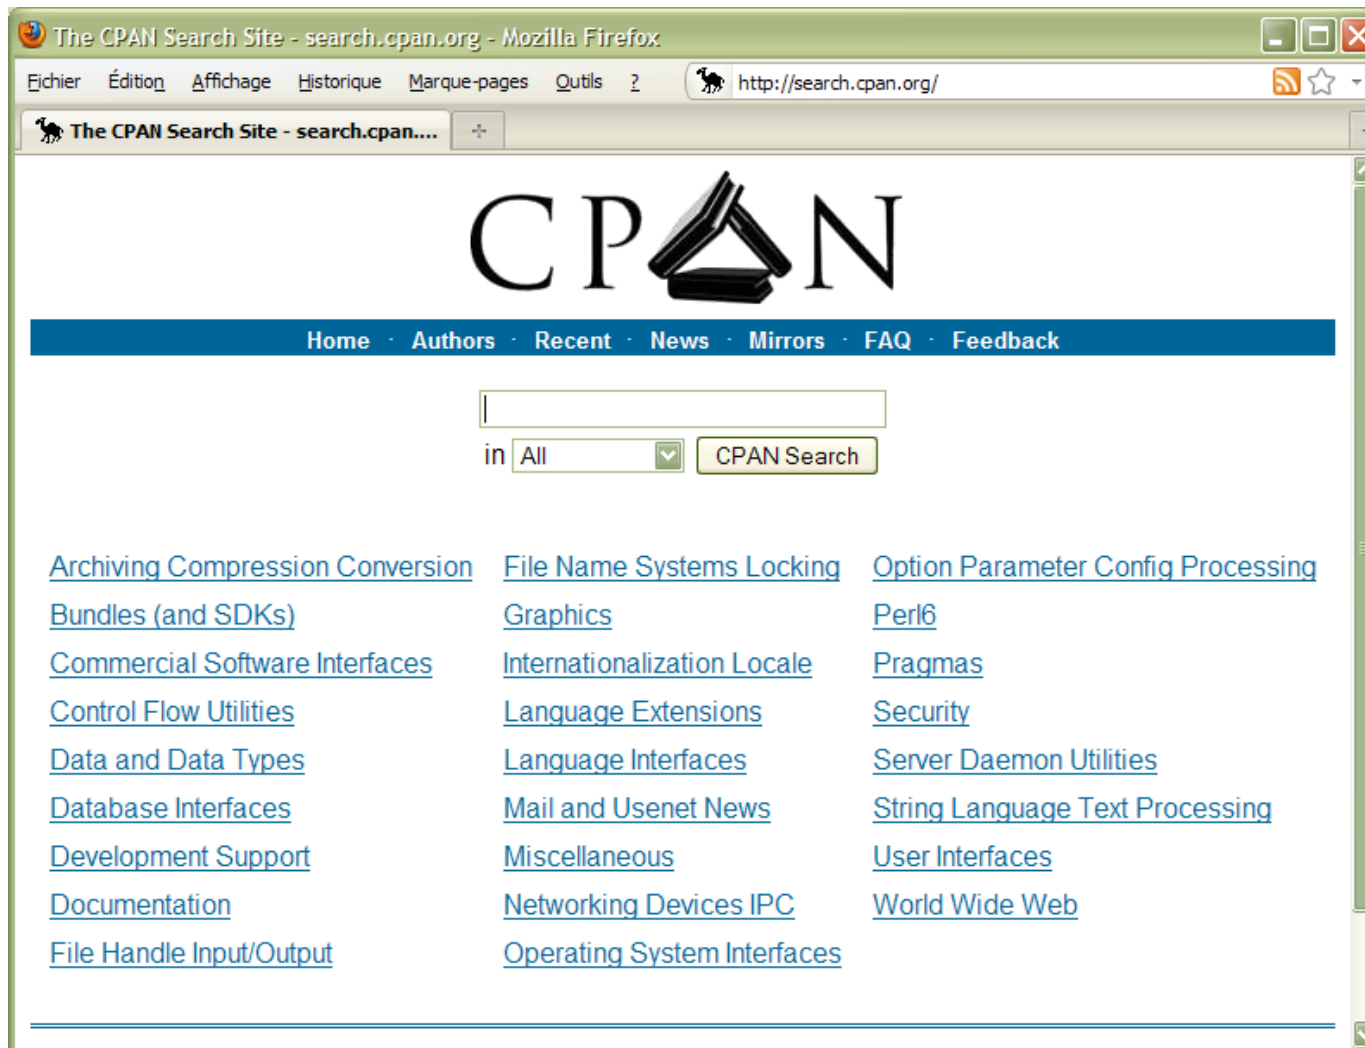 The CPAN Search Site - search.cpan.org - Mozilla Firefox
Fichier Édition Affichage Historique Marque-pages Outils ? http://search.cpan.org/
The CPAN Search Site - search.cpan....
CPAN
Home · Authors · Recent · News · Mirrors · FAQ · Feedback
in All CPAN Search
Archiving Compression Conversion File Name Systems Locking Option Parameter Config Processing
Bundles (and SDKs) Graphics Perl6
Commercial Software Interfaces Internationalization Locale Pragmas
Control Flow Utilities Language Extensions Security
Data and Data Types Language Interfaces Server Daemon Utilities
Database Interfaces Mail and Usenet News String Language Text Processing
Development Support Miscellaneous User Interfaces
Documentation Networking Devices IPC World Wide Web
File Handle Input/Output Operating System Interfaces